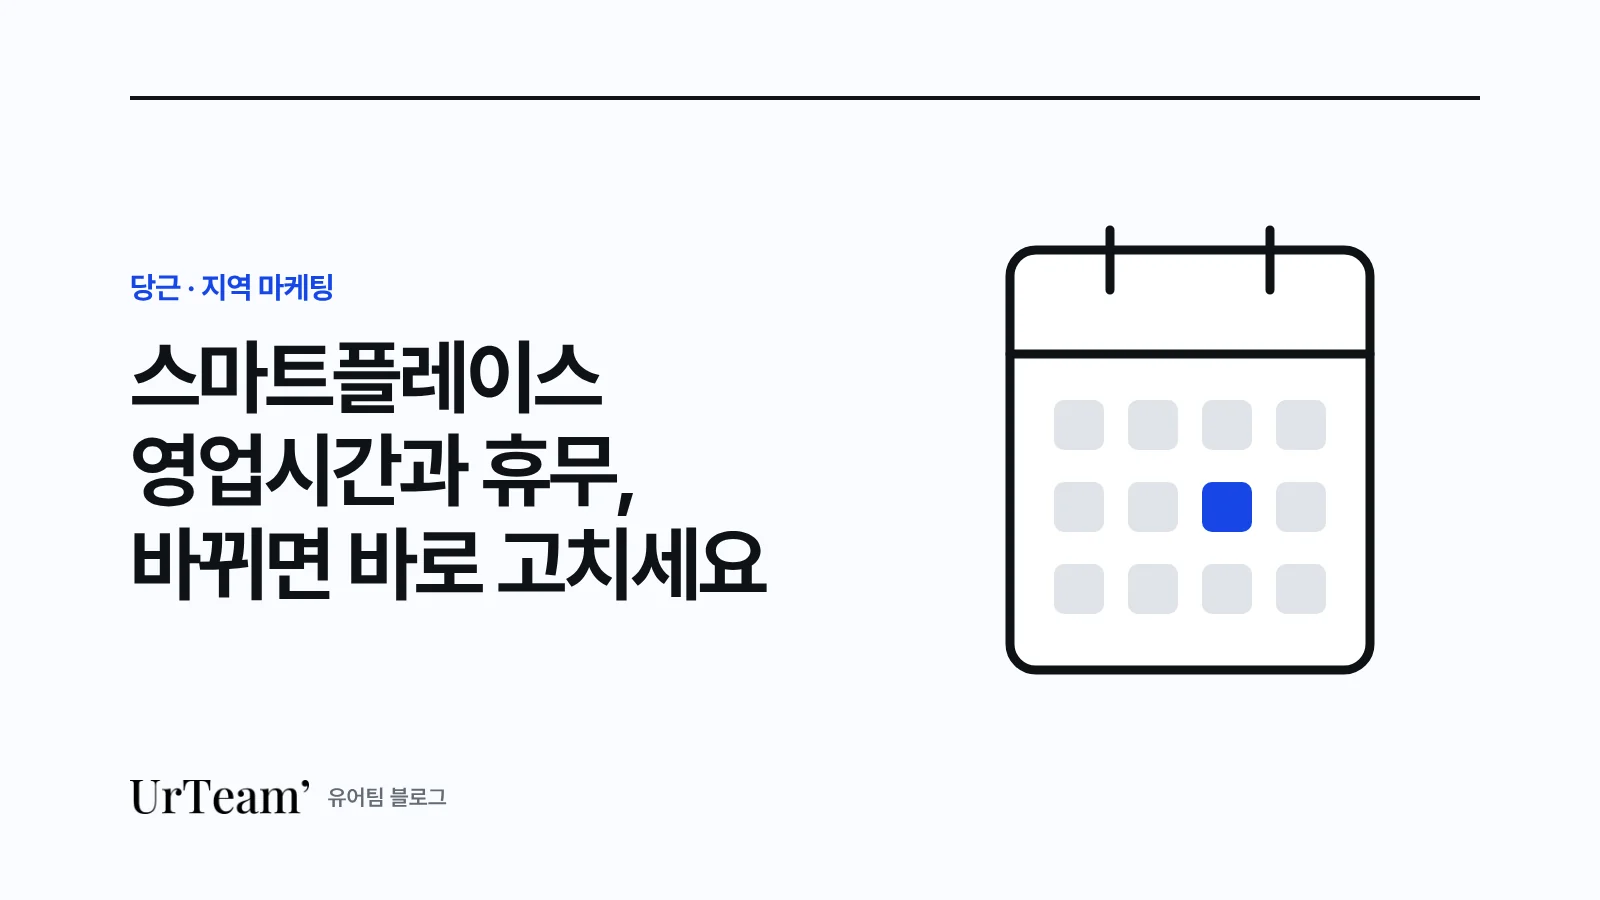 당근 · 지역 마케팅
스마트플레이스
영업시간과 휴무,
바뀌면 바로 고치세요
UrTeam’ 유어팀 블로그